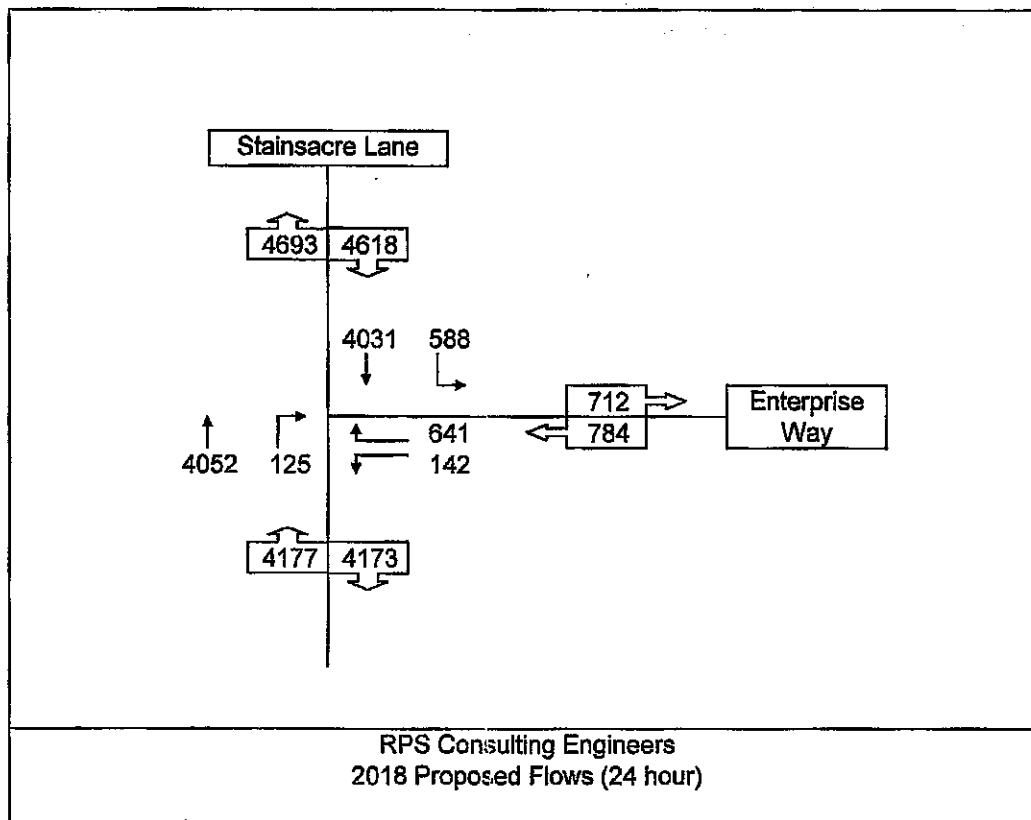 Stainsacre Lane
4693 4618
4031 588
712
784
Enterprise
Way
641
142
4052 125
4177 4173
RPS Consulting Engineers
2018 Proposed Flows (24 hour)